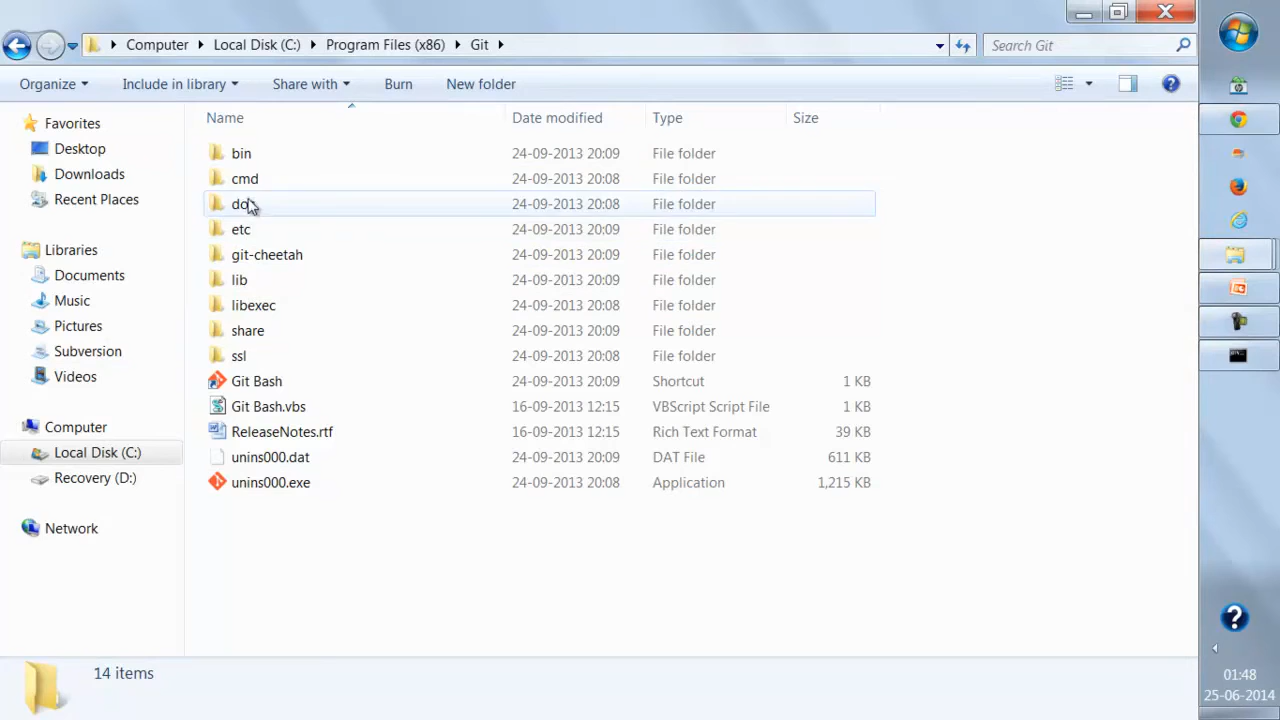 Computer Local Disk (C:) Program Files (x86) Git Search Git
Organize Include in library Share with Burn New folder
Name Date modified Type Size
Favorites
Desktop
Downloads
Recent Places
Libraries
Documents
Music
Pictures
Subversion
Videos
Computer
Local Disk (C:)
Recovery (D:)
Network
bin 24-09-2013 20:09 File folder
cmd 24-09-2013 20:08 File folder
24-09-2013 20:08 File folder
etc 24-09-2013 20:09 File folder
git-cheetah 24-09-2013 20:09 File folder
lib 24-09-2013 20:09 File folder
libexec 24-09-2013 20:08 File folder
share 24-09-2013 20:09 File folder
ssl 24-09-2013 20:08 File folder
Git Bash 24-09-2013 20:09 Shortcut 1 KB
Git Bash.vbs 16-09-2013 12:15 VBScript Script File 1 KB
ReleaseNotes.rtf 16-09-2013 12:15 Rich Text Format 39 KB
unins000.dat 24-09-2013 20:09 DAT File 611 KB
unins000.exe 24-09-2013 20:08 Application 1,215 KB
14 items
01:48
25-06-2014